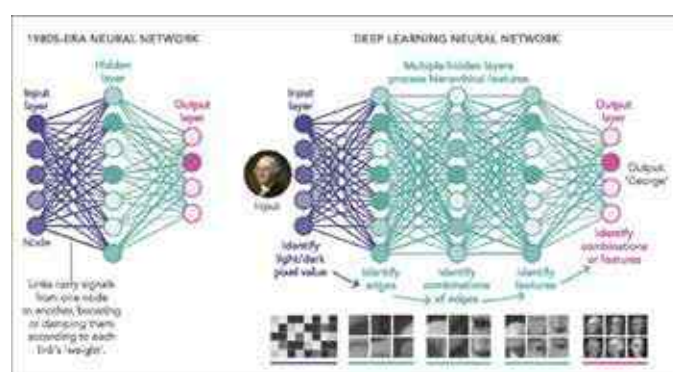 1980S-ERA NEURAL NETWORK
Hidden
layer
Input
layer
Output
layer
Node
Links carry signals
from one node
to another, boosting
or damping them
according to each
link's 'weight'.
DEEP LEARNING NEURAL NETWORK
Multiple hidden layers
process hierarchical features
Input
layer
Output
layer
Input
Output:
'George'
Identify
light/dark
pixel value
Identify
edges
Identify
combinations
of edges
Identify
features
Identify
combinations
of features